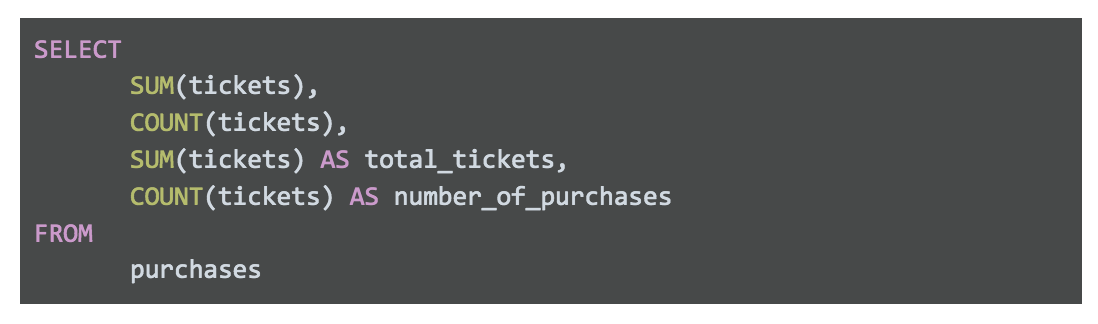 SELECT
SUM(tickets),
COUNT(tickets),
SUM(tickets) AS total_tickets,
COUNT(tickets) AS number_of_purchases
FROM
purchases